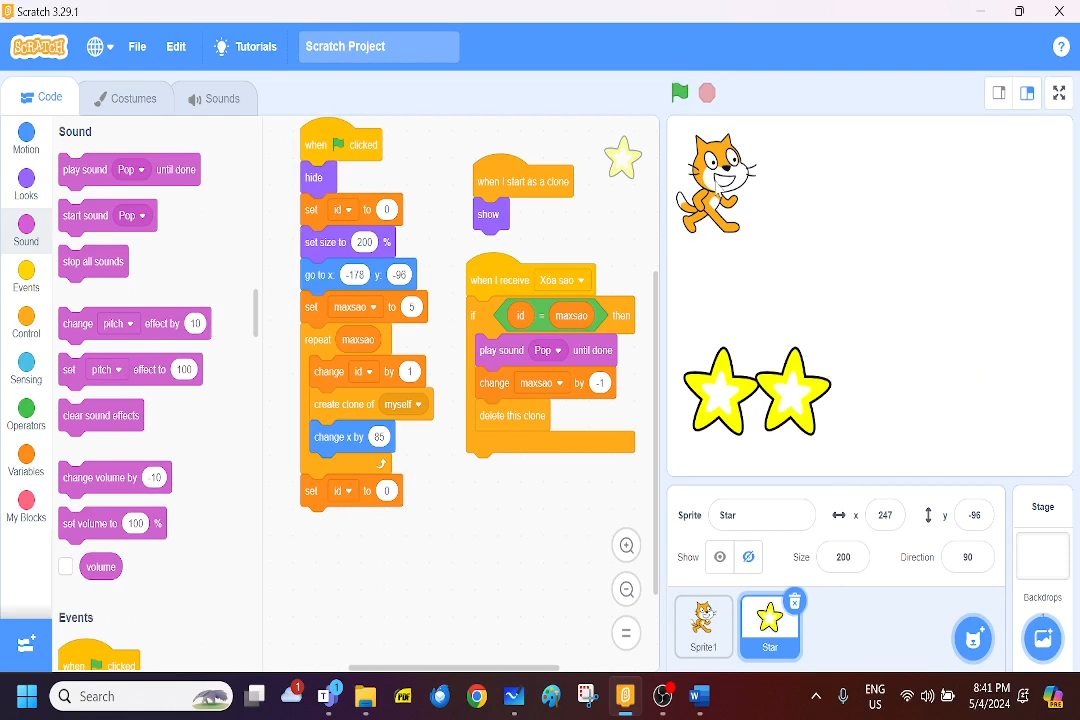 Scratch 3.29.1
SCRATCH File Edit Tutorials Scratch Project ?
Code Costumes Sounds
Motion
Looks
Sound
Events
Control
Sensing
Operators
Variables
My Blocks
Sound
play sound Pop until done
start sound Pop
stop all sounds
change pitch effect by 10
set pitch effect to 100
clear sound effects
change volume by -10
set volume to 100 %
volume
Events
when clicked
when clicked
hide
set id to 0
set size to 200 %
go to x: -178 y: -96
set maxsao to 5
repeat maxsao
change id by 1
create clone of myself
change x by 85
set id to 0
when I start as a clone
show
when I receive Xóa sao
if id = maxsao then
play sound Pop until done
change maxsao by -1
delete this clone
Sprite Star x 247 y -96
Show Size 200 Direction 90
Sprite1
Star
Stage
Backdrops
Search
1
1
PDF
ENG
US
8:41 PM
5/4/2024
PRE